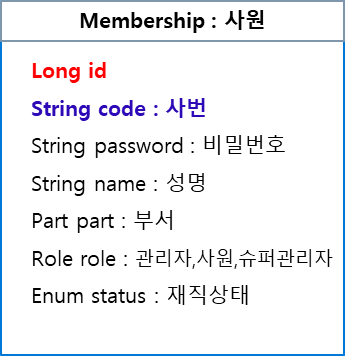 Membership : 사원
Long id
String code : 사번
String password : 비밀번호
String name : 성명
Part part : 부서
Role role : 관리자,사원,슈퍼관리자
Enum status : 재직상태